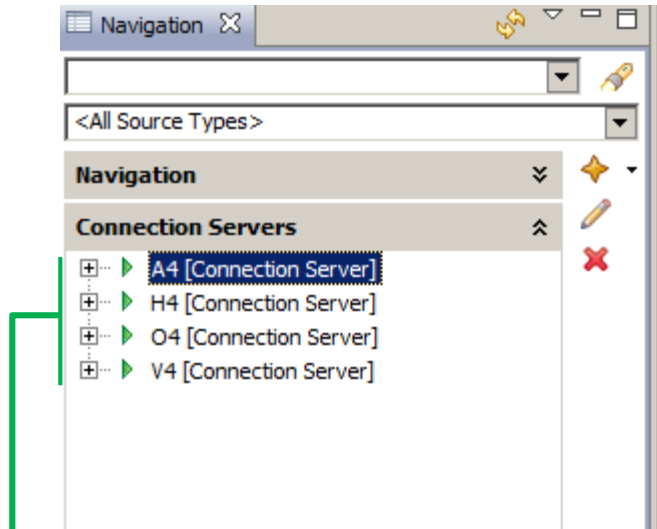 Navigation
<All Source Types>
Navigation
Connection Servers
A4 [Connection Server]
H4 [Connection Server]
O4 [Connection Server]
V4 [Connection Server]